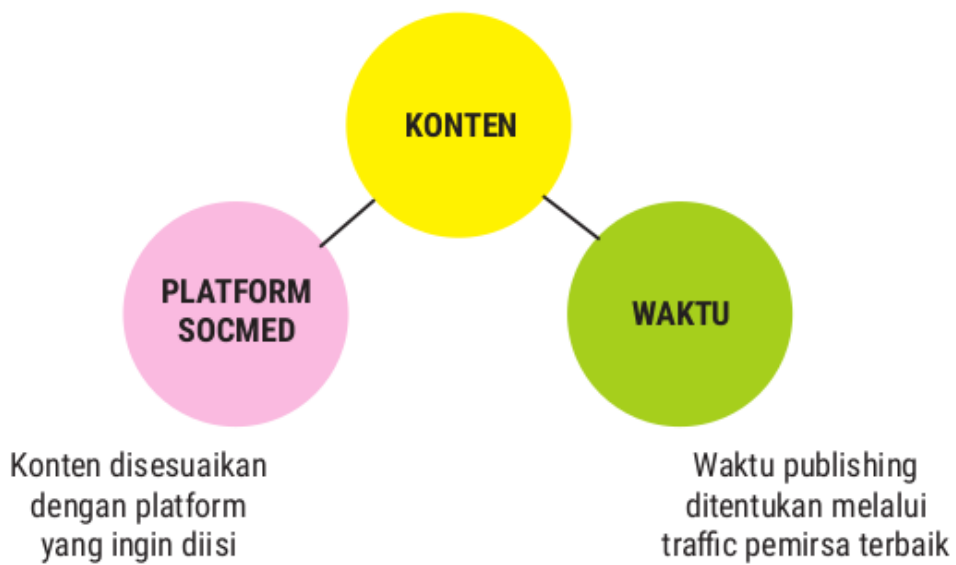 KONTEN
PLATFORM
SOCMED
WAKTU
Konten disesuaikan
dengan platform
yang ingin diisi
Waktu publishing
ditentukan melalui
traffic pemirsa terbaik